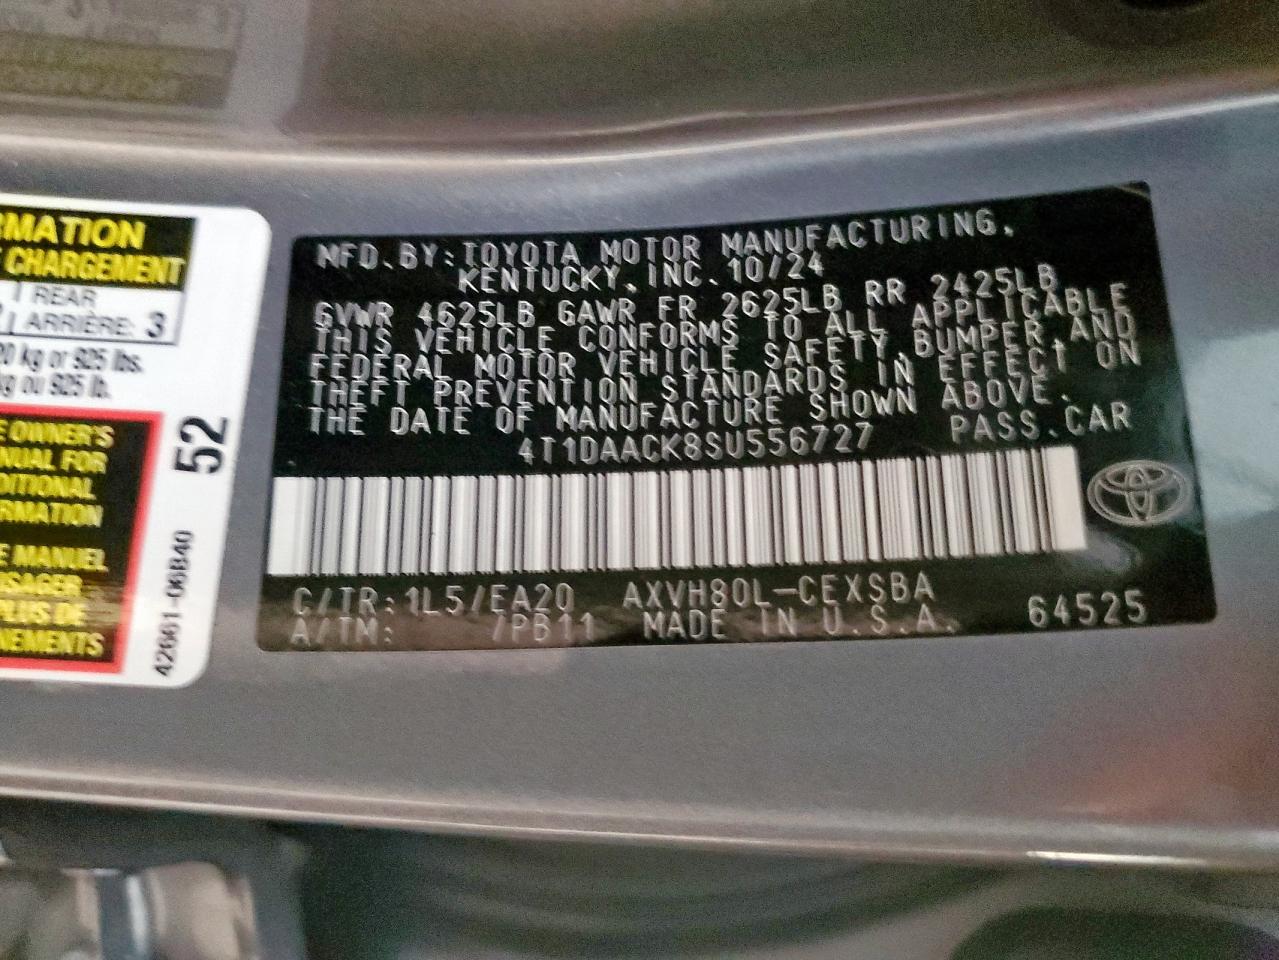 RMATION
CHARGEMENT
REAR
ARRIÈRE: 3
20 kg or 925 lbs.
kg ou 925 lb.
E OWNER'S
NUAL FOR
DITIONAL
RMATION
E MANUEL
USAGER
PLUS DE
NEMENTS
52
42661-06B40
MFD.BY:TOYOTA MOTOR MANUFACTURING,
KENTUCKY,INC.10/24
GVWR 4625LB GAWR FR 2625LB RR 2425LB
THIS VEHICLE CONFORMS TO ALL APPLICABLE
FEDERAL MOTOR VEHICLE SAFETY,BUMPER,AND
THEFT PREVENTION STANDARDS IN EFFECT ON
THE DATE OF MANUFACTURE SHOWN ABOVE.
4T1DAACK8SU556727 PASS.CAR
C/TR:1L5/EA20 AXVH80L-CEXSBA
A/TM: /PB11 MADE IN U.S.A. 64525